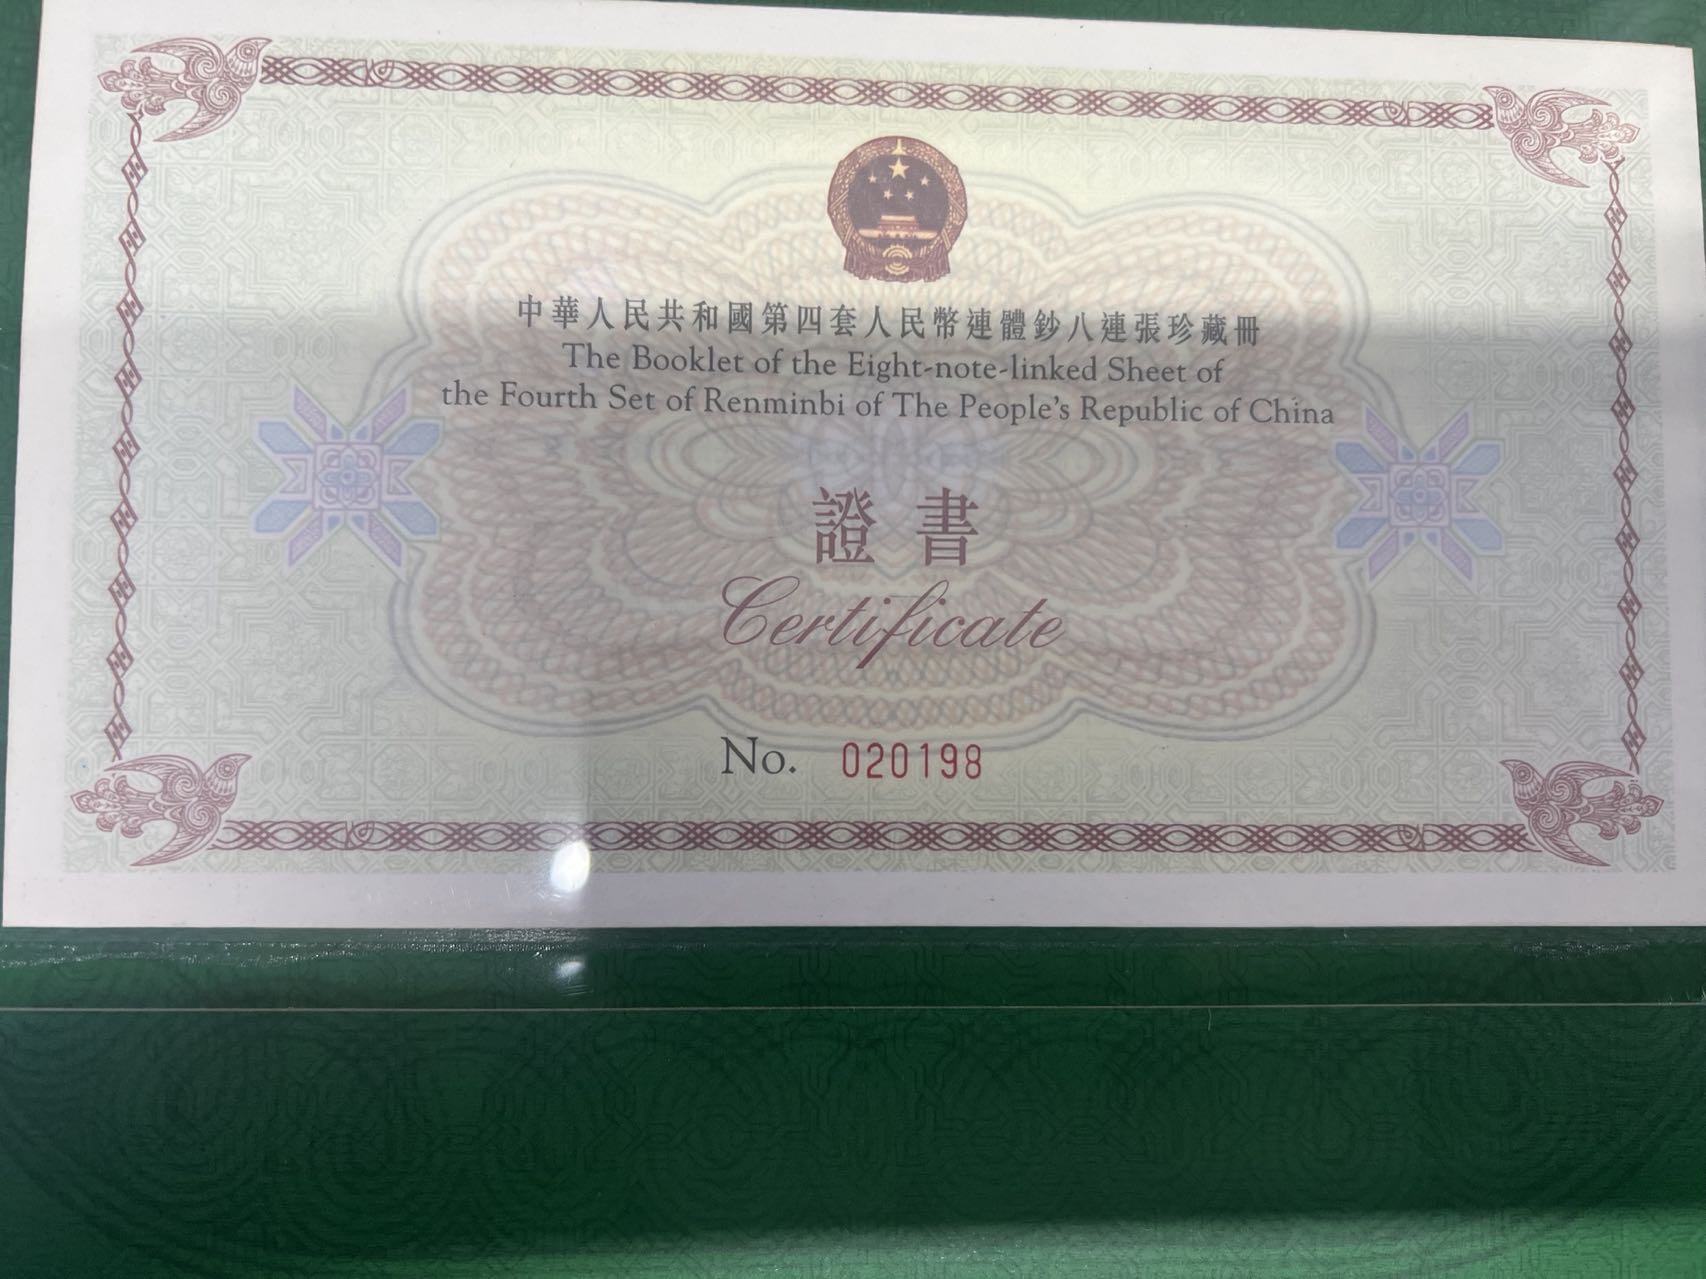 中華人民共和國第四套人民幣連體鈔八連張珍藏冊
The Booklet of the Eight-note-linked Sheet of
the Fourth Set of Renminbi of The People's Republic of China
證書
Certificate
No. 020198